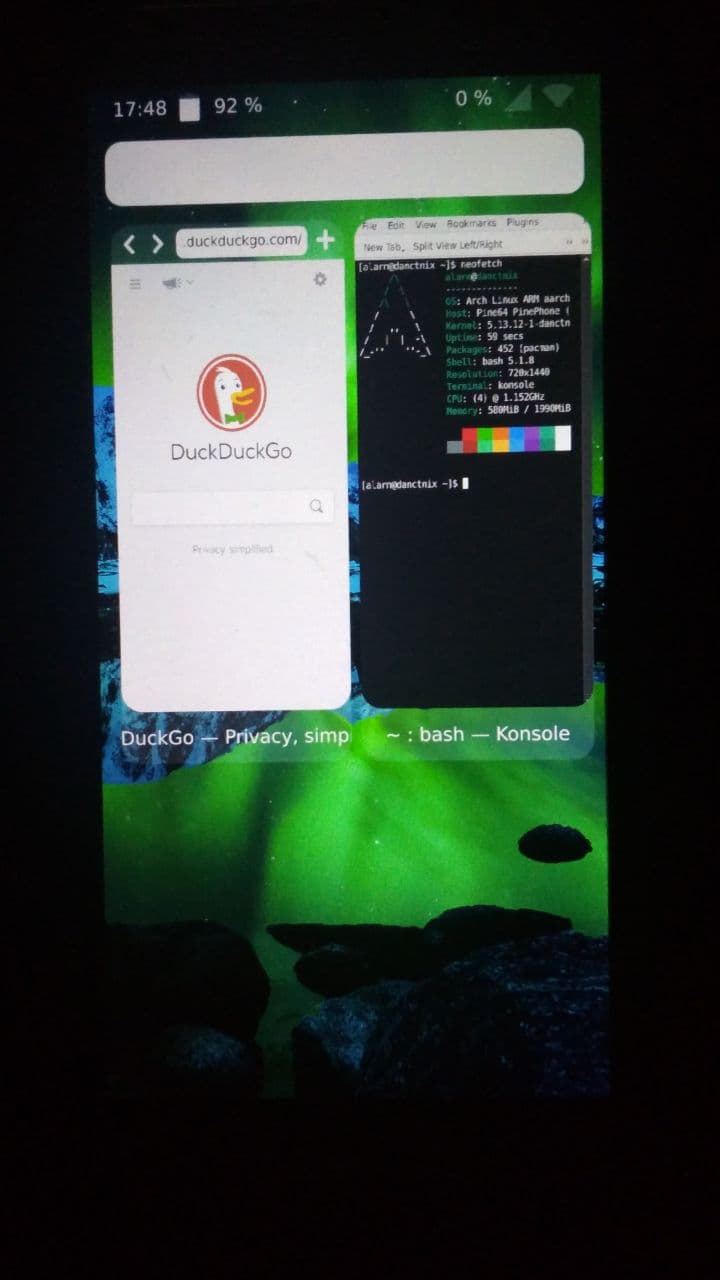 17:48 92 % 0 %
.duckduckgo.com/
DuckDuckGo
Privacy simplified.
DuckGo — Privacy, simp
File Edit View Bookmarks Plugins
New Tab, Split View Left/Right
[alarm@danctnix ~]$ neofetch
alarm@danctnix
--------------
OS: Arch Linux ARM aarch
Host: Pine64 PinePhone (
Kernel: 5.13.12-1-danctn
Uptime: 59 secs
Packages: 452 (pacman)
Shell: bash 5.1.8
Resolution: 720x1440
Terminal: konsole
CPU: (4) @ 1.152GHz
Memory: 580MiB / 1990MiB
[alarm@danctnix ~]$
~ : bash — Konsole